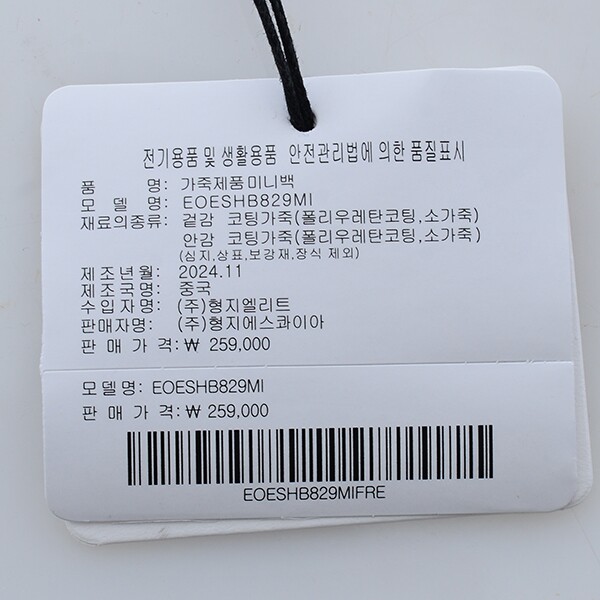 전기용품 및 생활용품 안전관리법에 의한 품질표시
품 명: 가죽제품미니백
모 델 명: EOESHB829MI
재료의종류: 겉감 코팅가죽(폴리우레탄코팅,소가죽)
안감 코팅가죽(폴리우레탄코팅,소가죽)
(심지,상표,보강재,장식 제외)
제조년월: 2024.11
제조국명: 중국
수입자명: (주)형지엘리트
판매자명: (주)형지에스콰이아
판 매 가 격: ₩ 259,000
모델명: EOESHB829MI
판 매 가 격: ₩ 259,000
EOESHB829MIFRE